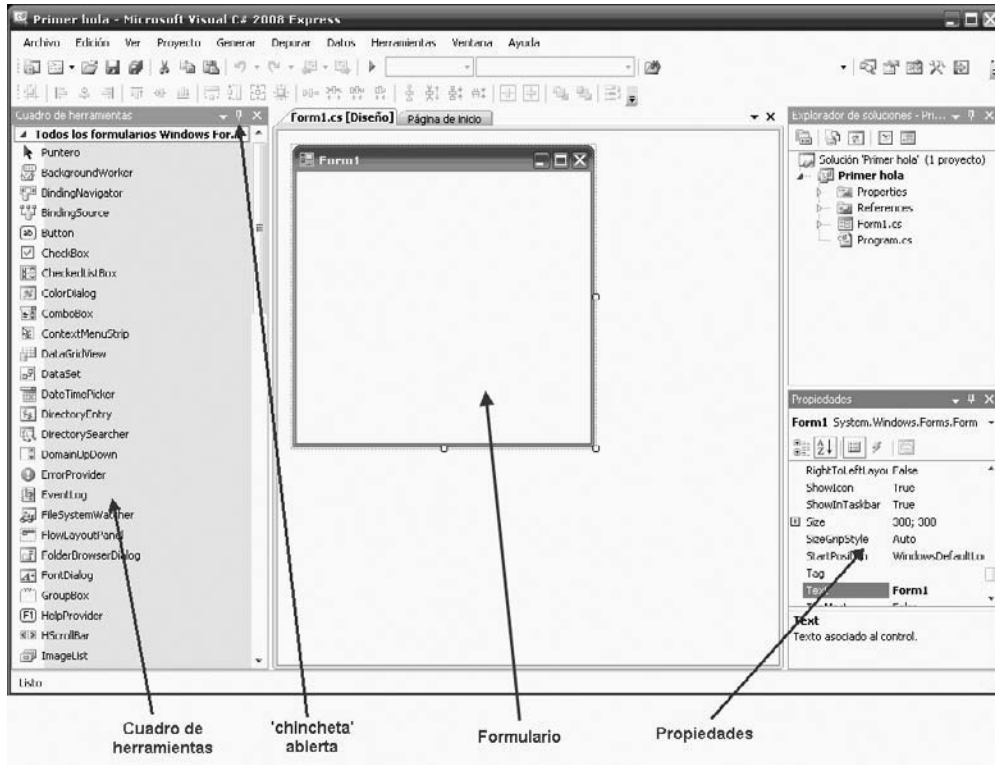 Primer hola - Microsoft Visual C# 2008 Express
Archivo Edición Ver Proyecto Generar Depurar Datos Herramientas Ventana Ayuda
Cuadro de herramientas
Todos los formularios Windows For...
Puntero
BackgroundWorker
BindingNavigator
BindingSource
Button
CheckBox
CheckedListBox
ColorDialog
ComboBox
ContextMenuStrip
DataGridView
DataSet
DateTimePicker
DirectoryEntry
DirectorySearcher
DomainUpDown
ErrorProvider
EventLog
FileSystemWatcher
FlowLayoutPanel
FolderBrowserDialog
FontDialog
GroupBox
HelpProvider
HScrollBar
ImageList
Form1.cs [Diseño] Página de inicio
Form1
Explorador de soluciones - Pri...
Solución 'Primer hola' (1 proyecto)
Primer hola
Properties
References
Form1.cs
Program.cs
Propiedades
Form1 System.Windows.Forms.Form
RightToLeftLayou False
ShowIcon True
ShowInTaskbar True
Size 300; 300
SizeGripStyle Auto
StartPosition WindowsDefaultLo
Tag
Text Form1
Text
Texto asociado al control.
Listo
Cuadro de
herramientas
'chincheta'
abierta
Formulario
Propiedades